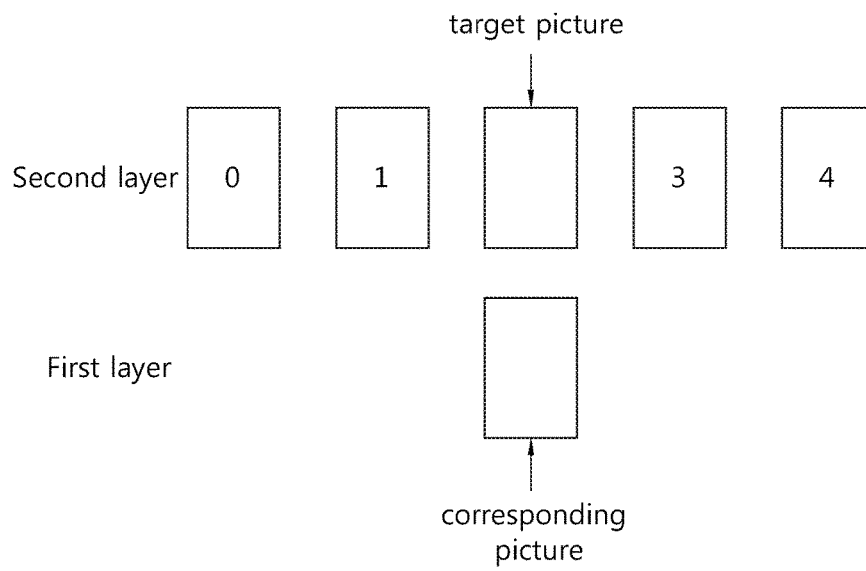 target picture
Second layer 0 1 3 4
First layer
corresponding
picture